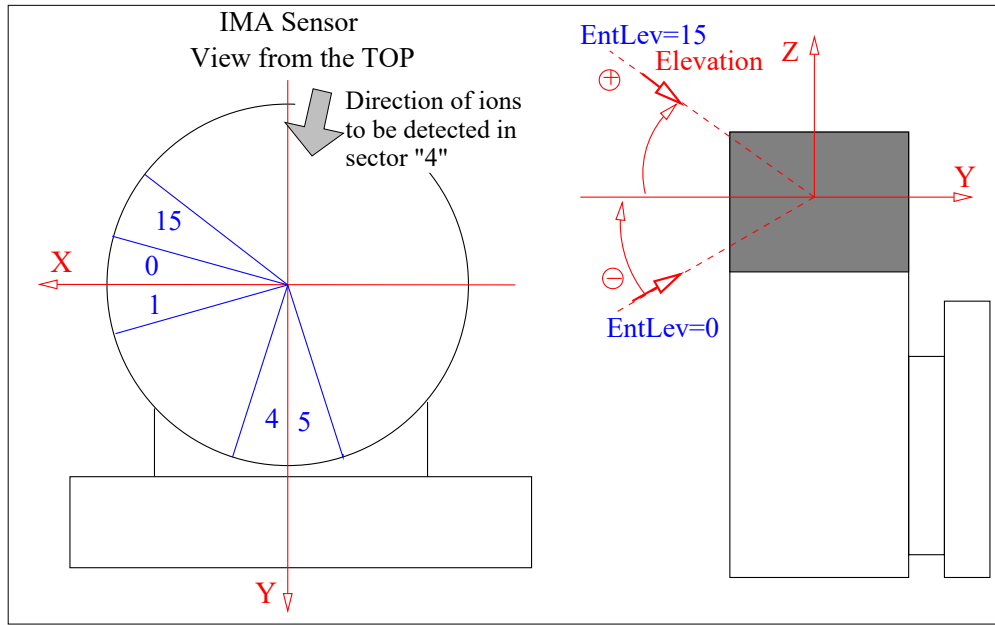 IMA Sensor
View from the TOP
Direction of ions
to be detected in
sector "4"
15
0
1
4
5
X
Y
EntLev=15
Elevation
Z
+
Y
−
EntLev=0